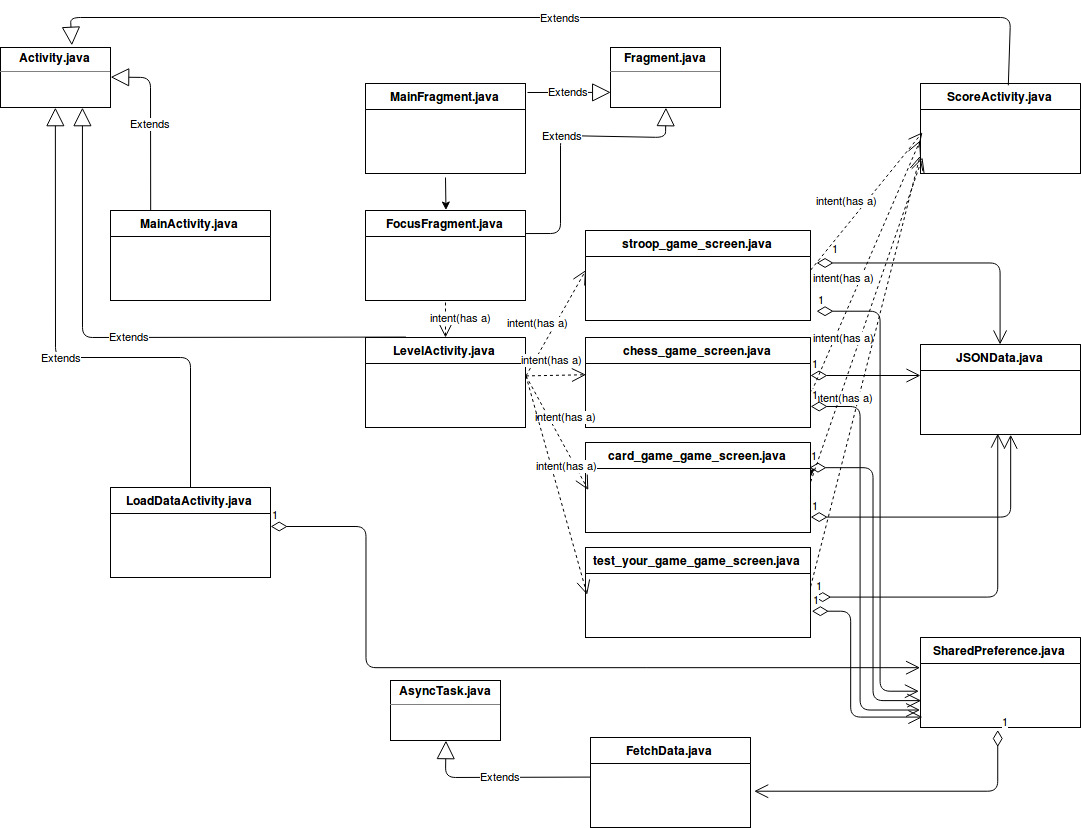 Extends
Activity.java
Fragment.java
MainFragment.java
Extends
ScoreActivity.java
Extends
Extends
intent(has a)
MainActivity.java
FocusFragment.java
stroop_game_screen.java
1
intent(has a)
1
intent(has a)
intent(has a)
Extends
intent(has a)
LevelActivity.java
chess_game_screen.java
JSONData.java
Extends
intent(has a)
1
1
ntent(has a)
intent(has a)
card_game_game_screen.java
1
intent(has a)
LoadDataActivity.java
1
1
test_your_game_game_screen.java
1
1
SharedPreference.java
AsyncTask.java
1
FetchData.java
Extends